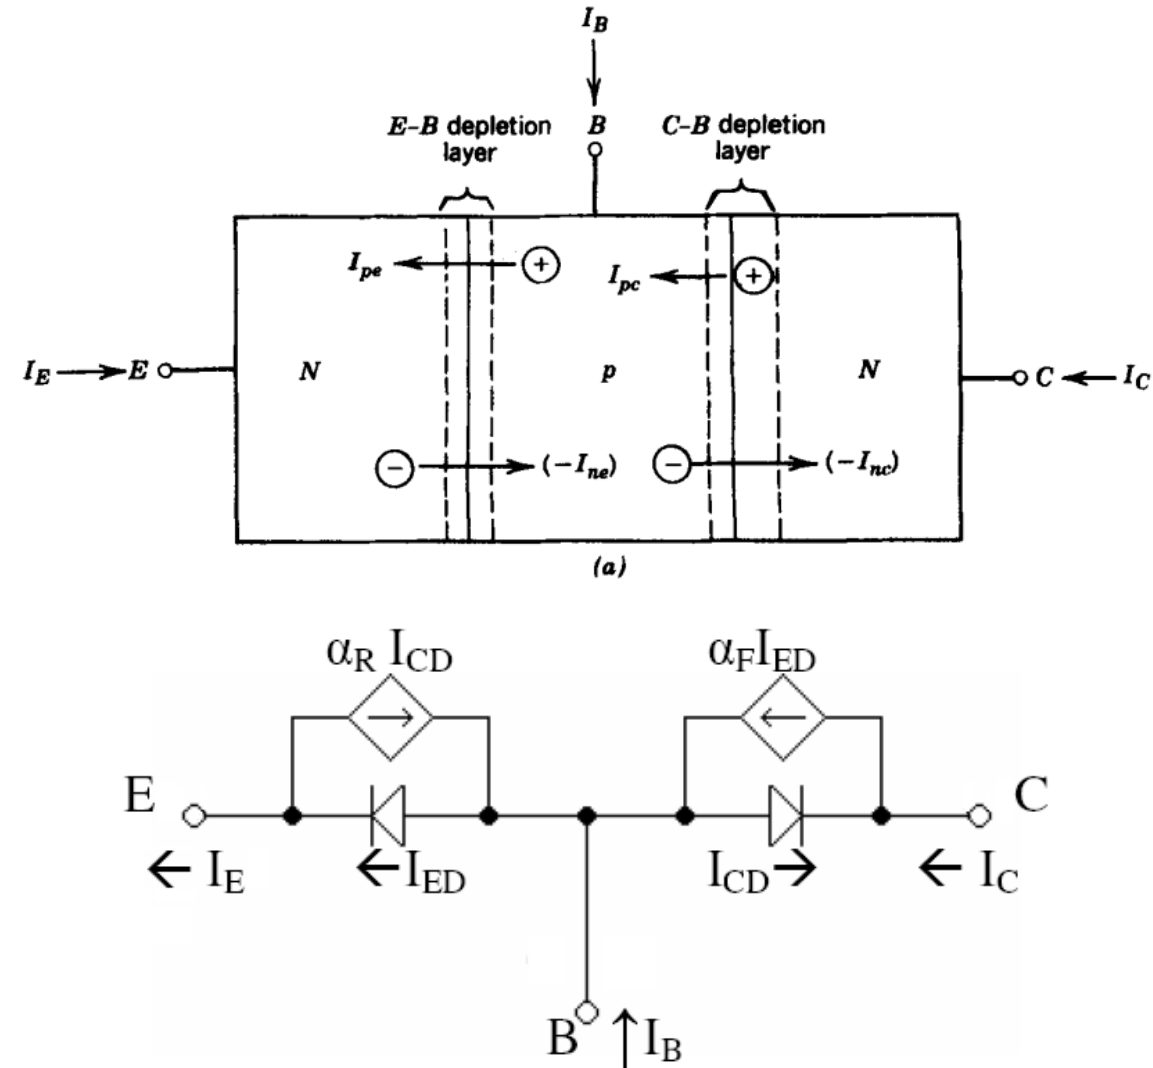 I_B
E-B depletion layer
B
C-B depletion layer
I_pe
+
I_pc
+
I_E
E
N
p
N
C
I_C
−
(−I_ne)
−
(−I_nc)
(a)
α_R I_CD
α_F I_ED
E
C
← I_E
← I_ED
I_CD →
← I_C
B
↑ I_B